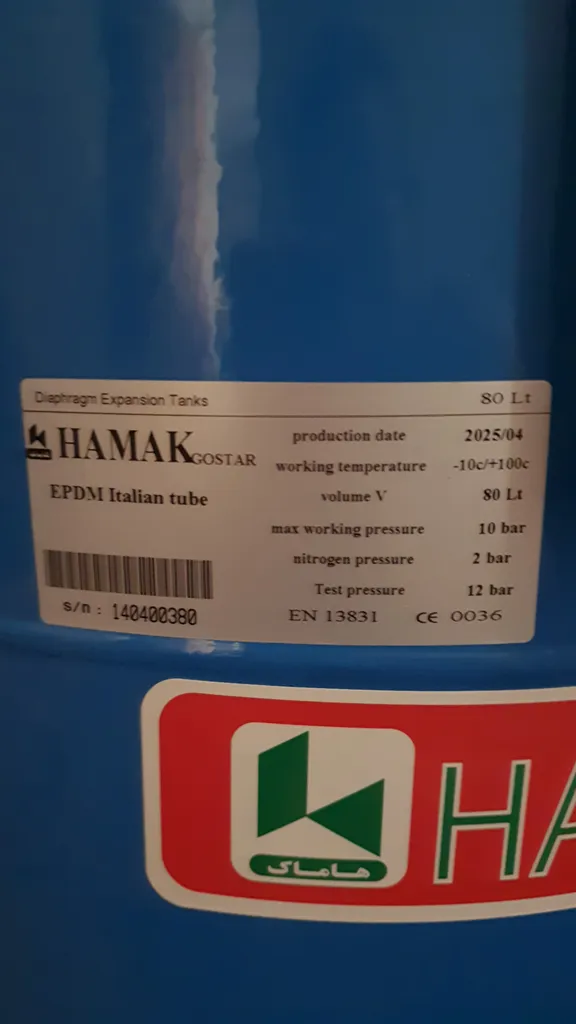 Diaphragm Expansion Tanks 80 Lt
HAMAK GOSTAR
EPDM Italian tube
production date 2025/04
working temperature -10c/+100c
volume V 80 Lt
max working pressure 10 bar
nitrogen pressure 2 bar
Test pressure 12 bar
EN 13831 CE 0036
s/n : 140400380
هاماک
HA